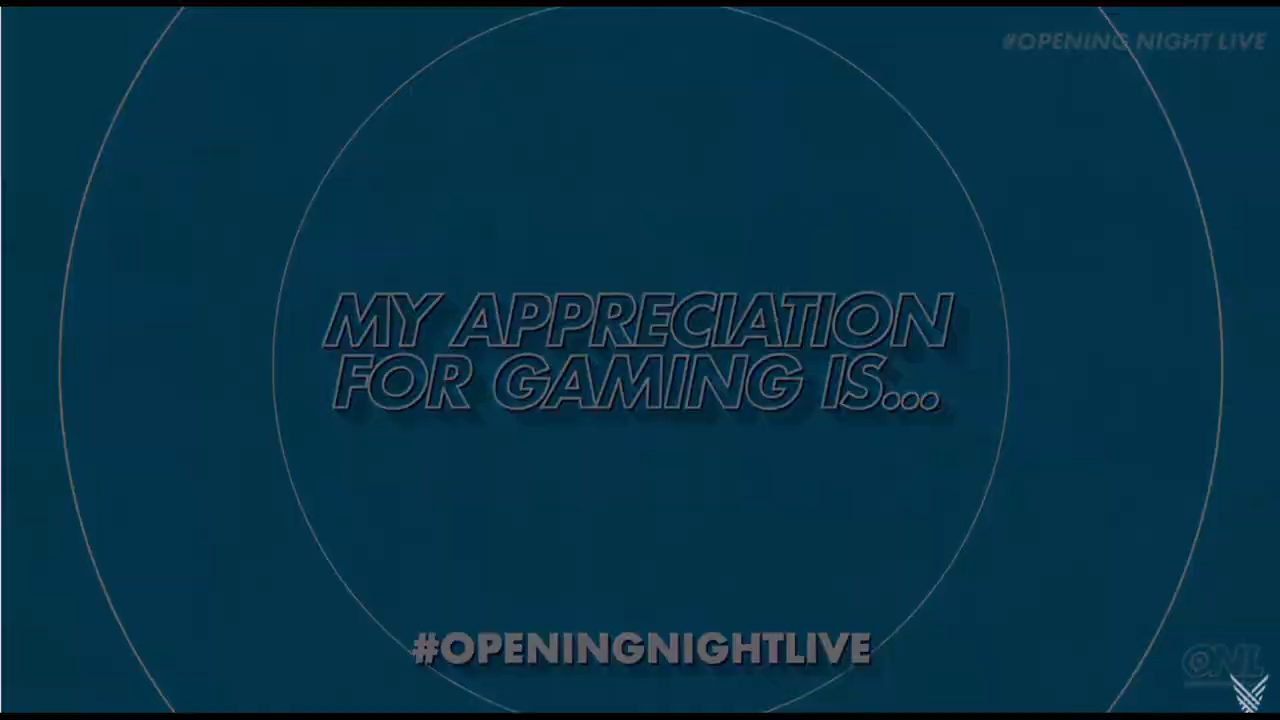 #OPENING NIGHT LIVE
MY APPRECIATION
FOR GAMING IS...
#OPENINGNIGHTLIVE
ONL